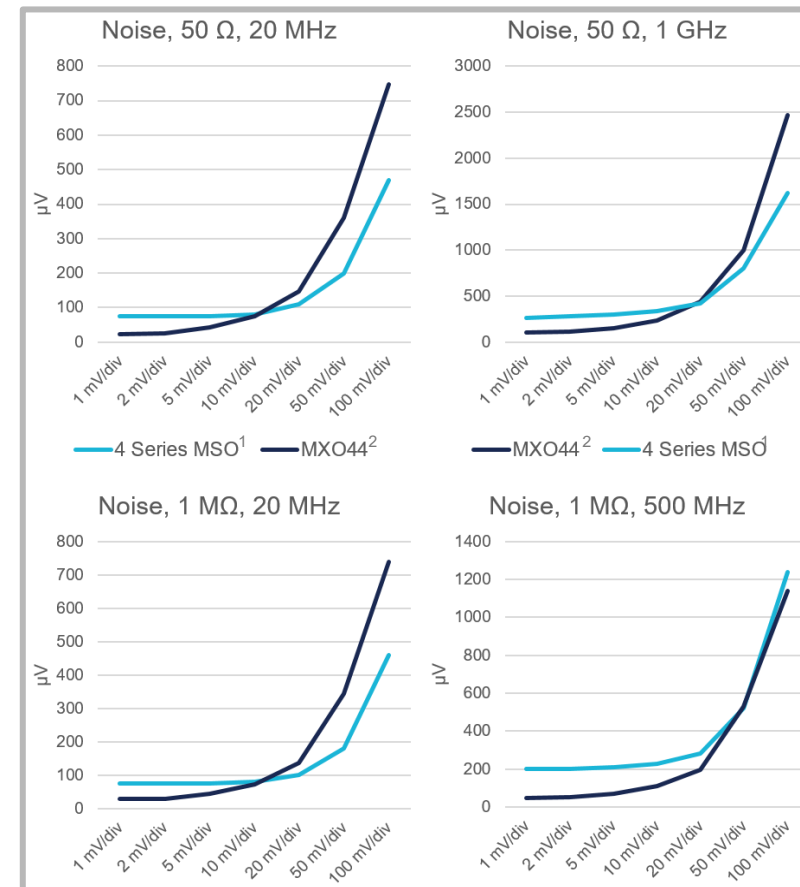 Noise, 50 Ω, 20 MHz
800
700
600
500
400
300
200
100
0
µV
1 mV/div
2 mV/div
5 mV/div
10 mV/div
20 mV/div
50 mV/div
100 mV/div
4 Series MSO¹ MXO44²
Noise, 50 Ω, 1 GHz
3000
2500
2000
1500
1000
500
0
µV
1 mV/div
2 mV/div
5 mV/div
10 mV/div
20 mV/div
50 mV/div
100 mV/div
MXO44² 4 Series MSO¹
Noise, 1 MΩ, 20 MHz
800
700
600
500
400
300
200
100
0
µV
1 mV/div
2 mV/div
5 mV/div
10 mV/div
20 mV/div
50 mV/div
100 mV/div
Noise, 1 MΩ, 500 MHz
1400
1200
1000
800
600
400
200
0
µV
1 mV/div
2 mV/div
5 mV/div
10 mV/div
20 mV/div
50 mV/div
100 mV/div